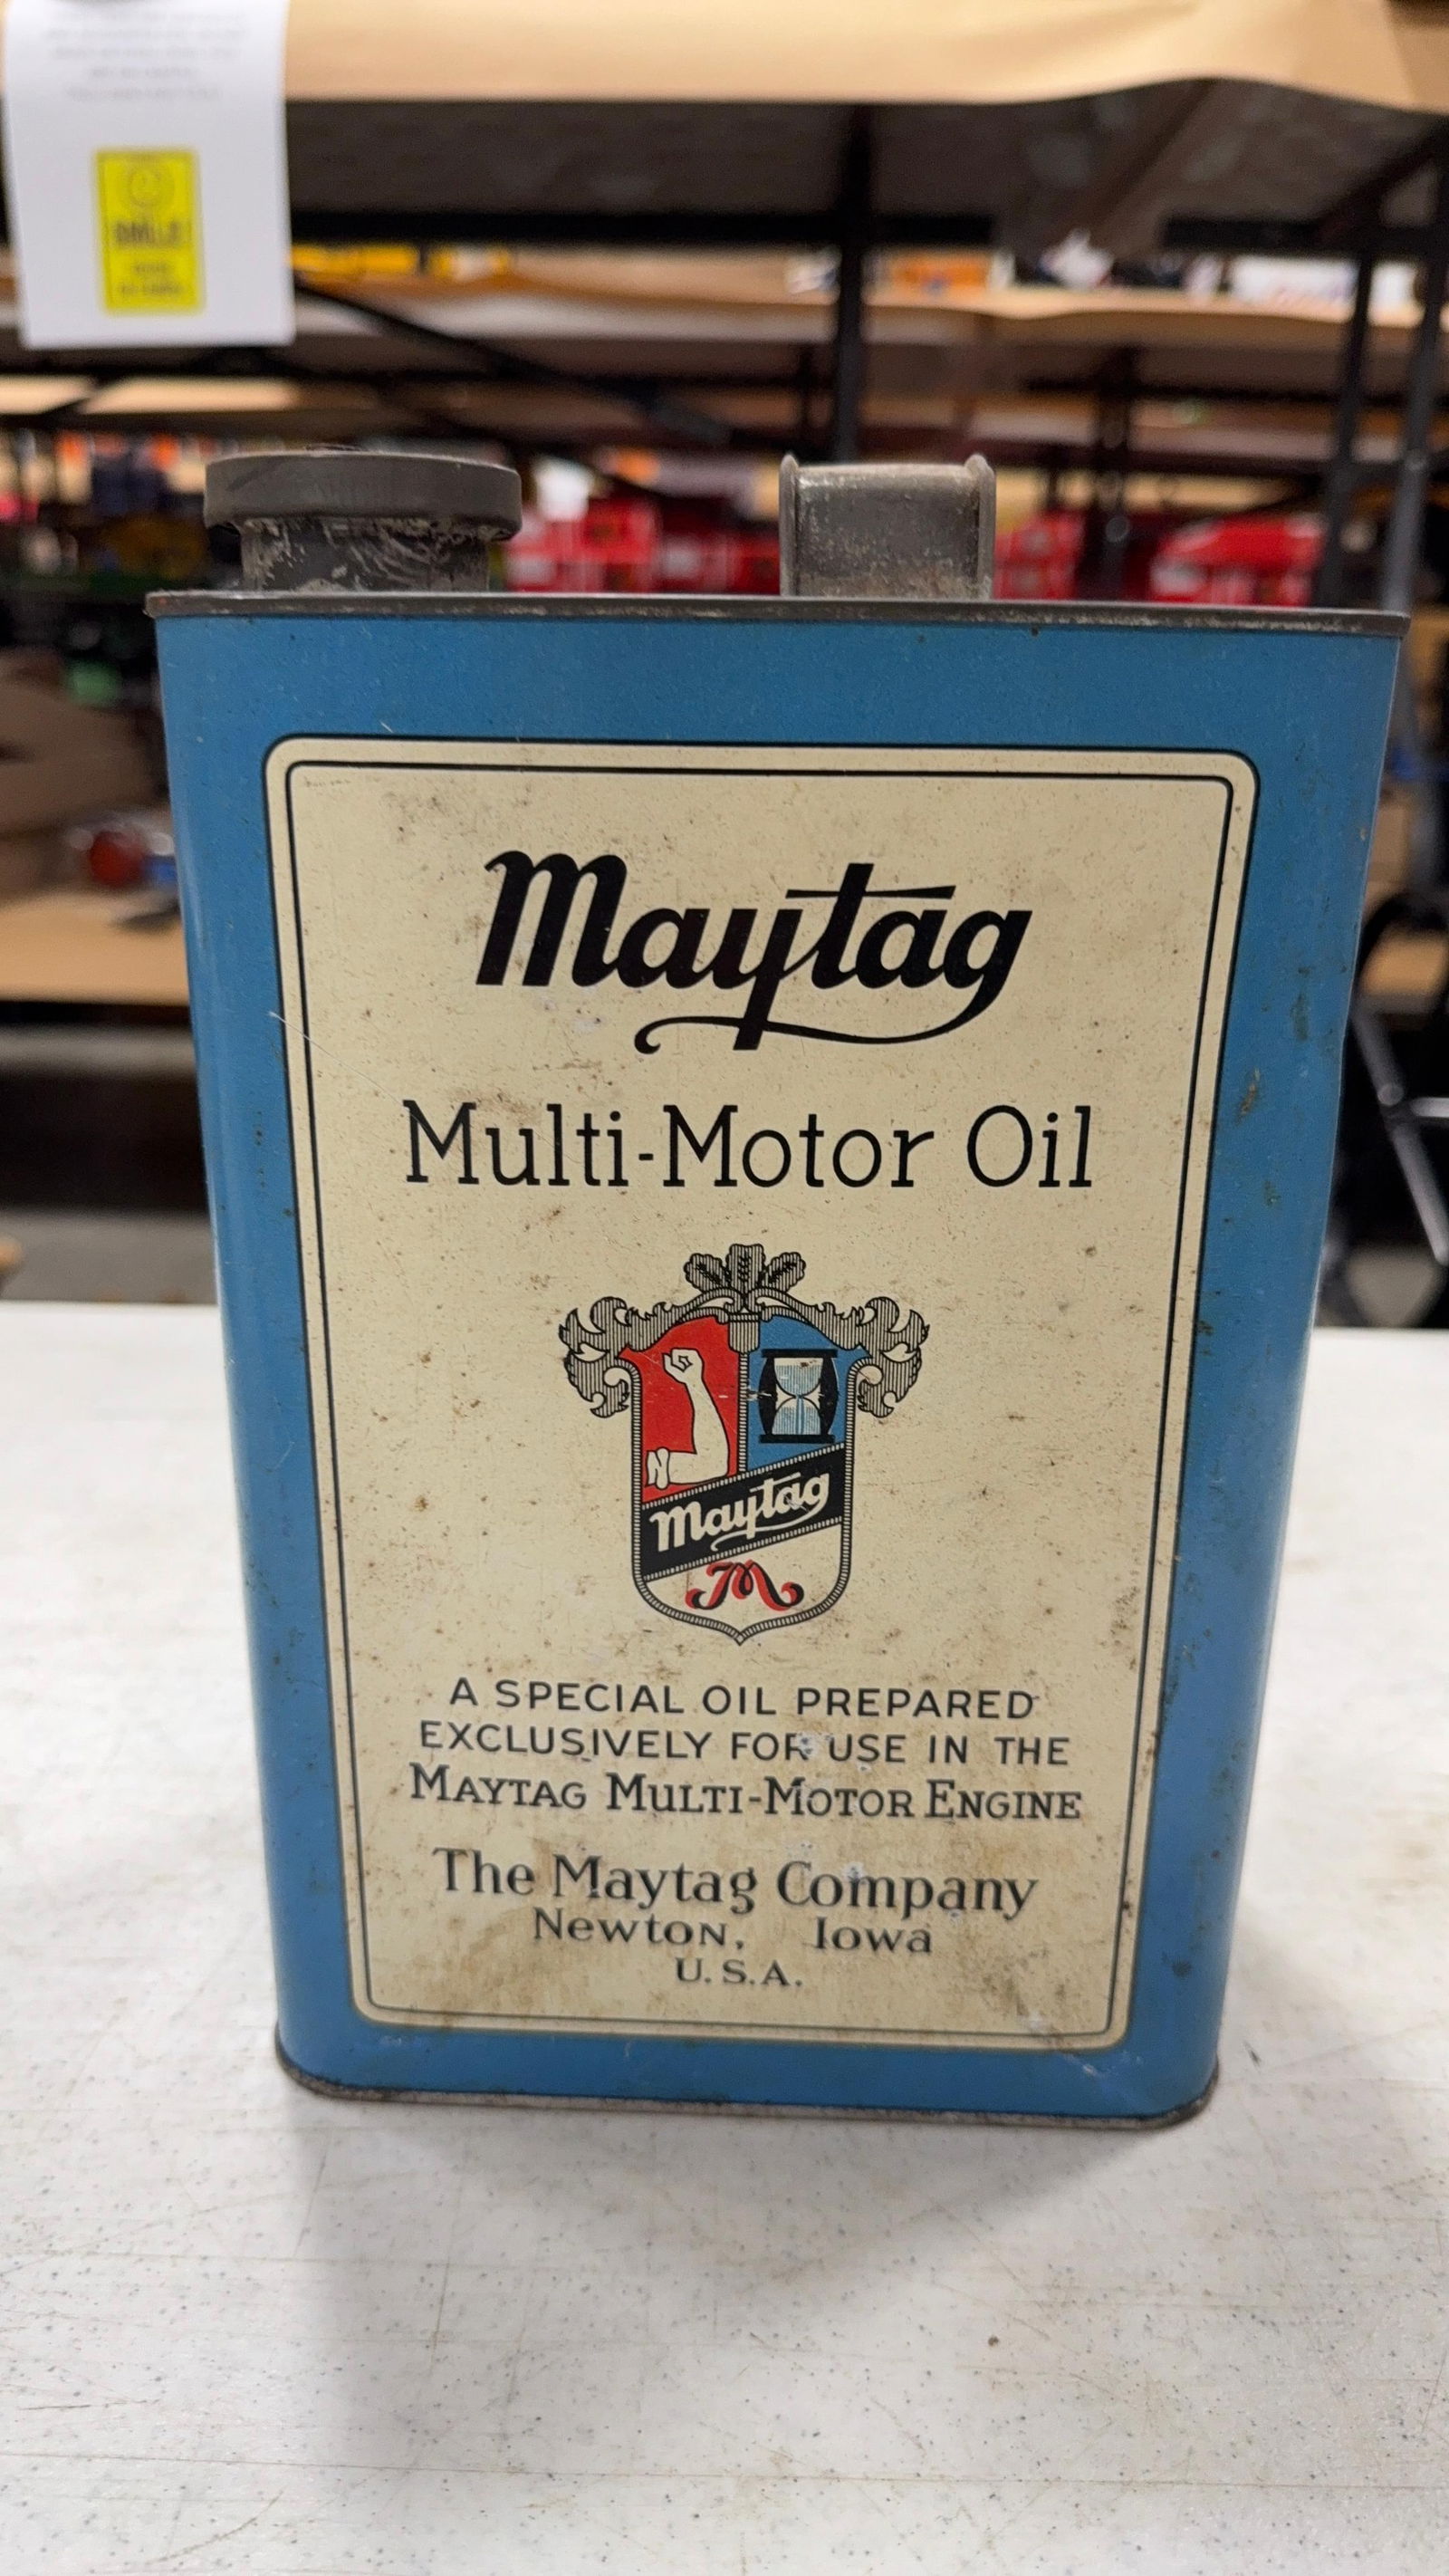 SMILE
Maytag
Multi-Motor Oil
Maytag
M
A SPECIAL OIL PREPARED
EXCLUSIVELY FOR USE IN THE
MAYTAG MULTI-MOTOR ENGINE
The Maytag Company
Newton, Iowa
U.S.A.